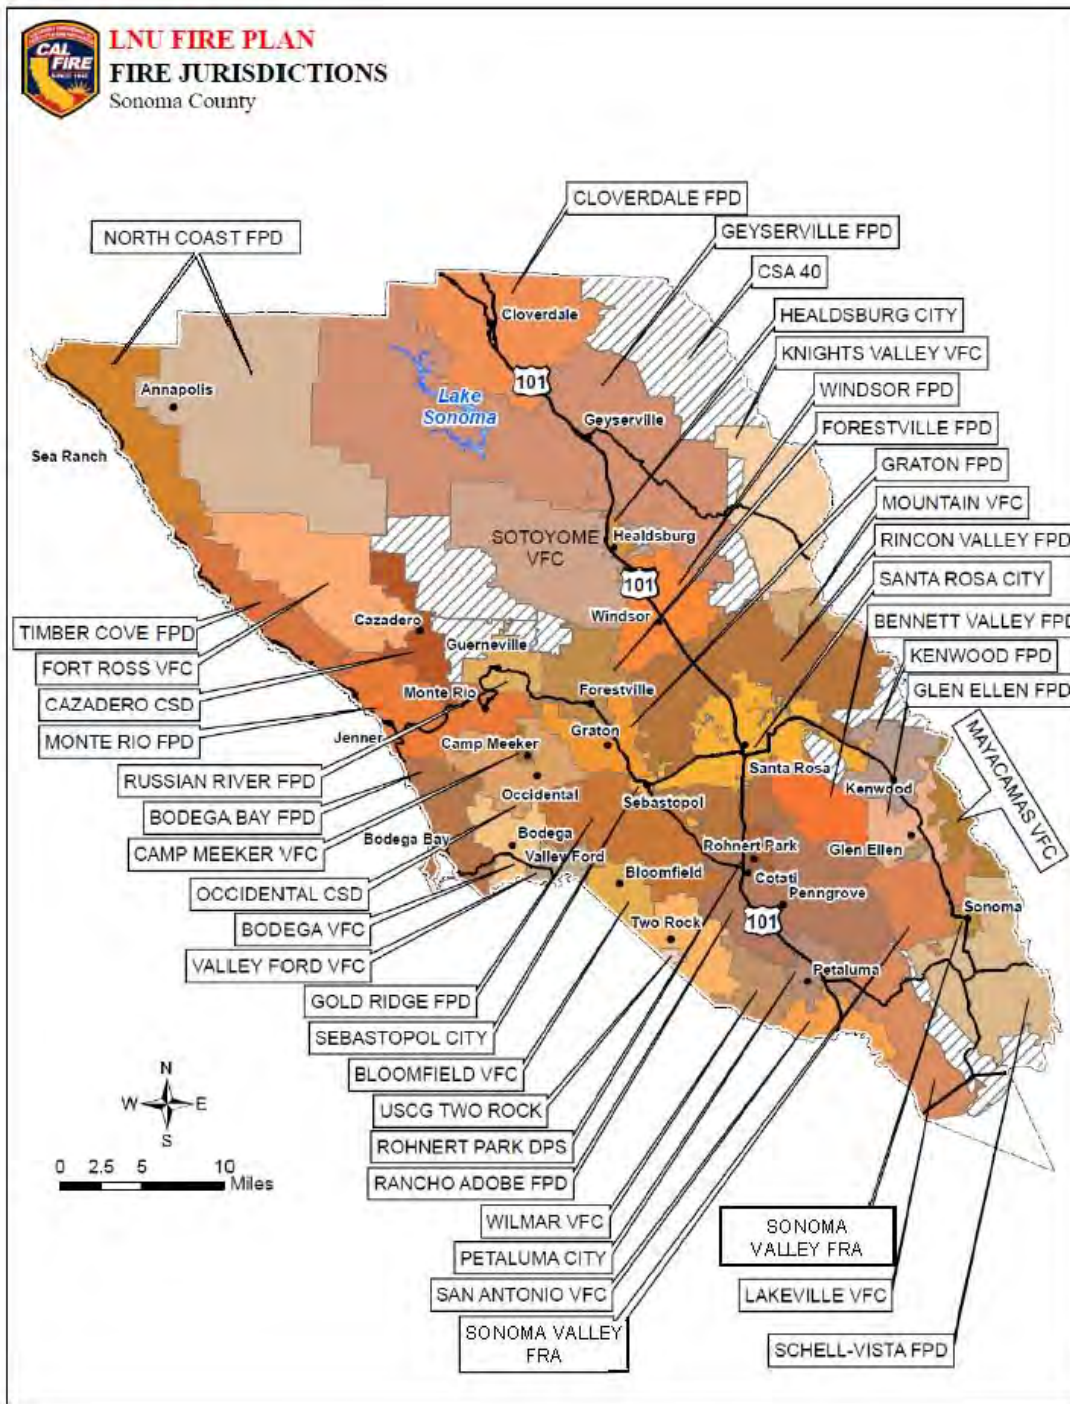 LNU FIRE PLAN
FIRE JURISDICTIONS
Sonoma County
CAL
FIRE
SINCE 1885
CLOVERDALE FPD
NORTH COAST FPD
GEYSERVILLE FPD
CSA 40
HEALDSBURG CITY
KNIGHTS VALLEY VFC
WINDSOR FPD
FORESTVILLE FPD
GRATON FPD
MOUNTAIN VFC
RINCON VALLEY FPD
SANTA ROSA CITY
BENNETT VALLEY FPD
KENWOOD FPD
GLEN ELLEN FPD
MAYACAMAS VFC
Cloverdale
101
Annapolis
Lake
Sonoma
Geyserville
Sea Ranch
SOTOYOME
VFC
Healdsburg
101
Windsor
Cazadero
Guerneville
Monte Rio
Forestville
Jenner
Camp Meeker
Graton
Santa Rosa
Occidental
Sebastopol
Kenwood
Bodega Bay
Bodega
Valley Ford
Rohnert Park
Glen Ellen
Bloomfield
Cotati
Penngrove
Two Rock
101
Sonoma
Petaluma
TIMBER COVE FPD
FORT ROSS VFC
CAZADERO CSD
MONTE RIO FPD
RUSSIAN RIVER FPD
BODEGA BAY FPD
CAMP MEEKER VFC
OCCIDENTAL CSD
BODEGA VFC
VALLEY FORD VFC
GOLD RIDGE FPD
SEBASTOPOL CITY
BLOOMFIELD VFC
USCG TWO ROCK
ROHNERT PARK DPS
RANCHO ADOBE FPD
WILMAR VFC
PETALUMA CITY
SAN ANTONIO VFC
SONOMA VALLEY
FRA
SONOMA
VALLEY FRA
LAKEVILLE VFC
SCHELL-VISTA FPD
N
W E
S
0 2.5 5 10
Miles